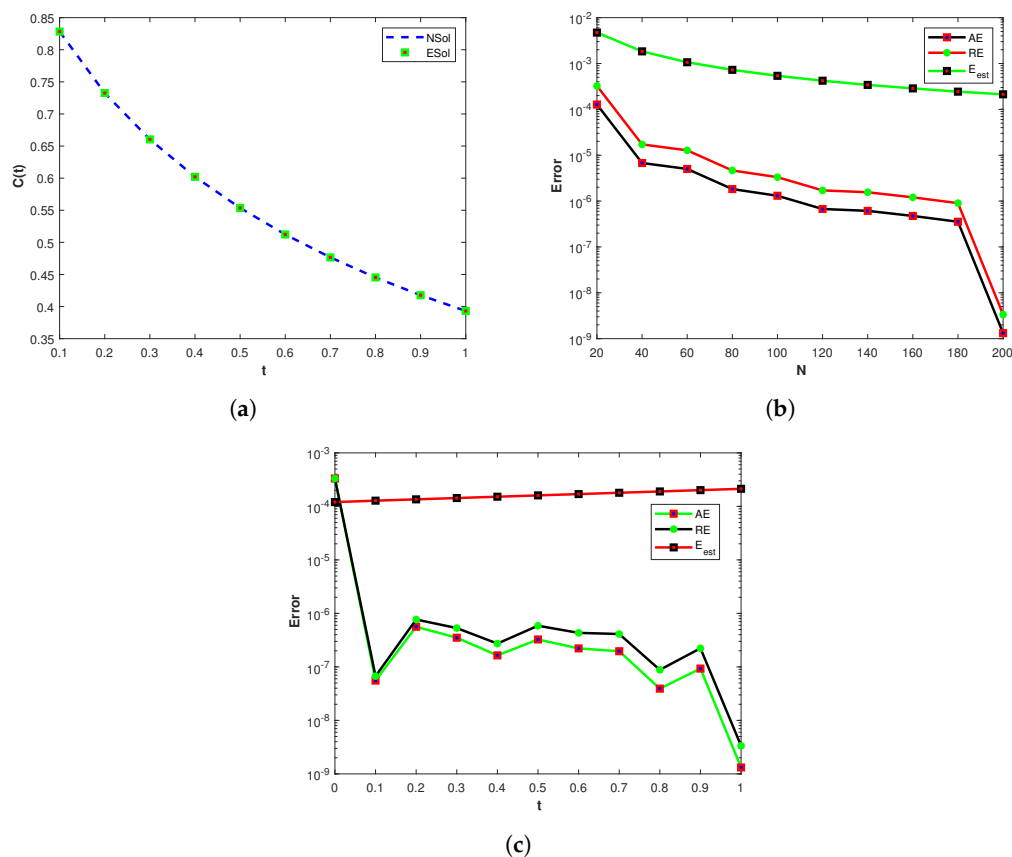 0.85
0.8
0.75
0.7
0.65
0.6
0.55
0.5
0.45
0.4
0.35
C(t)
0.1 0.2 0.3 0.4 0.5 0.6 0.7 0.8 0.9 1
t
NSol
ESol
(a)
10-2
10-3
10-4
10-5
10-6
10-7
10-8
10-9
Error
20 40 60 80 100 120 140 160 180 200
N
AE
RE
Eest
(b)
10-3
10-4
10-5
10-6
10-7
10-8
10-9
Error
0 0.1 0.2 0.3 0.4 0.5 0.6 0.7 0.8 0.9 1
t
AE
RE
Eest
(c)